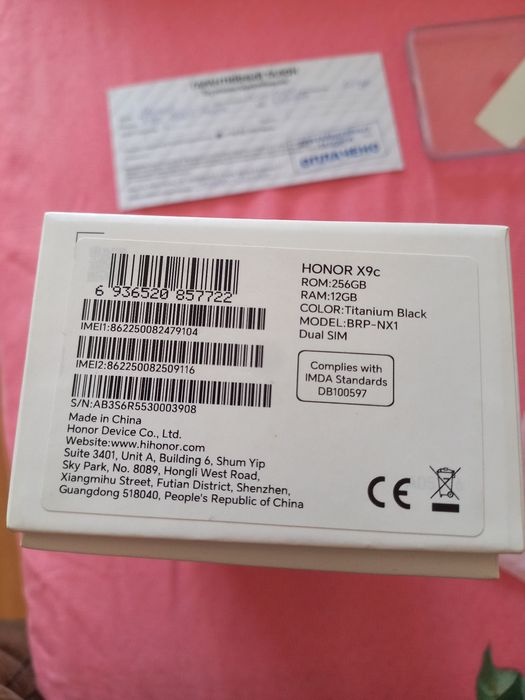 ОПЛАЧЕНО
6 936520 857722
IMEI1:862250082479104
IMEI2:862250082509116
S/N:AB3S6R5530003908
Made in China
Honor Device Co., Ltd.
Website:www.hihonor.com
Suite 3401, Unit A, Building 6, Shum Yip
Sky Park, No. 8089, Hongli West Road,
Xiangmihu Street, Futian District, Shenzhen,
Guangdong 518040, People's Republic of China
HONOR X9c
ROM:256GB
RAM:12GB
COLOR:Titanium Black
MODEL:BRP-NX1
Dual SIM
Complies with
IMDA Standards
DB100597
CE